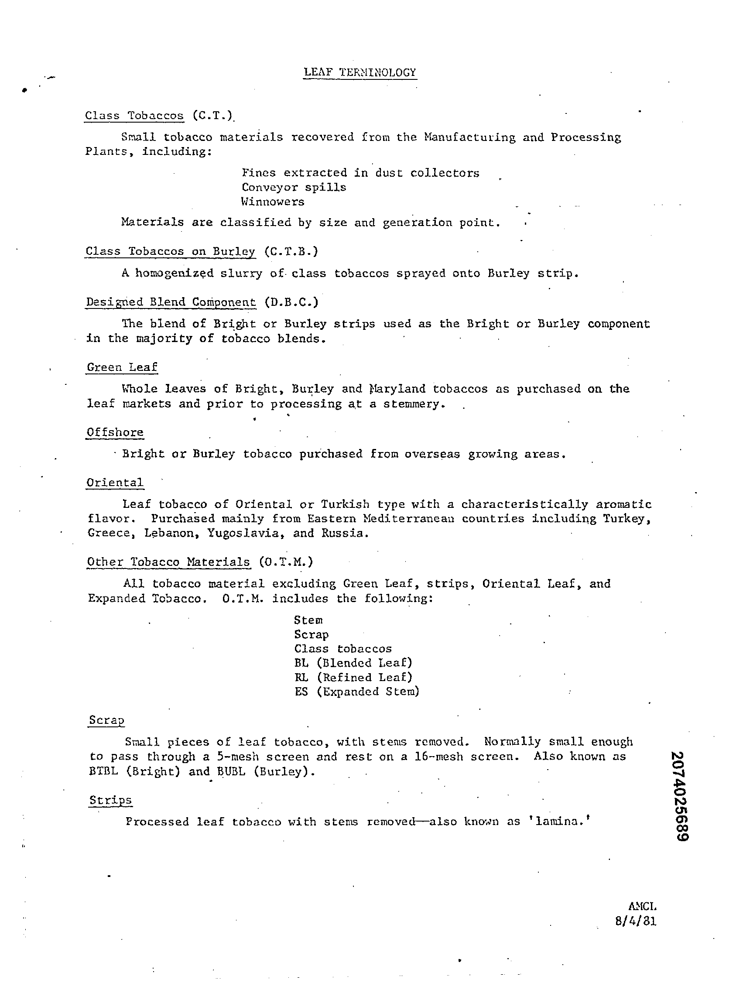 LEAF TERMINOLOGY
Class Tobaccos (C.T.)
Small tobacco materials recovered from the Manufacturing and Processing
Plants, including:
Fines extracted in dust collectors
Conveyor spills
Winnowers
Materials are classified by size and generation point.
Class Tobaccos on Burley (C.T.B.)
A homogenized slurry of class tobaccos sprayed onto Burley strip.
Designed Blend Component (D.B.C.)
The blend of Bright or Burley strips used as the Bright or Burley component
in the majority of tobacco blends.
Green Leaf
Whole leaves of Bright, Burley and Maryland tobaccos as purchased on the
leaf markets and prior to processing at a stemmery.
Offshore
Bright or Burley tobacco purchased from overseas growing areas.
Oriental
Leaf tobacco of Oriental or Turkish type with a characteristically aromatic
flavor. Purchased mainly from Eastern Mediterranean countries including Turkey,
Greece, Lebanon, Yugoslavia, and Russia.
Other Tobacco Materials (O.T.M.)
All tobacco material excluding Green Leaf, strips, Oriental Leaf, and
Expanded Tobacco. O.T.M. includes the following:
Stem
Scrap
Class tobaccos
BL (Blended Leaf)
RL (Refined Leaf)
ES (Expanded Stem)
Scrap
Small pieces of leaf tobacco, with stems removed. Normally small enough
to pass through a 5-mesh screen and rest on a 16-mesh screen. Also known as
BTBL (Bright) and BUBL (Burley).
Strips
Processed leaf tobacco with stems removed—also known as 'lamina.'
2074025689
AMCL
8/4/81